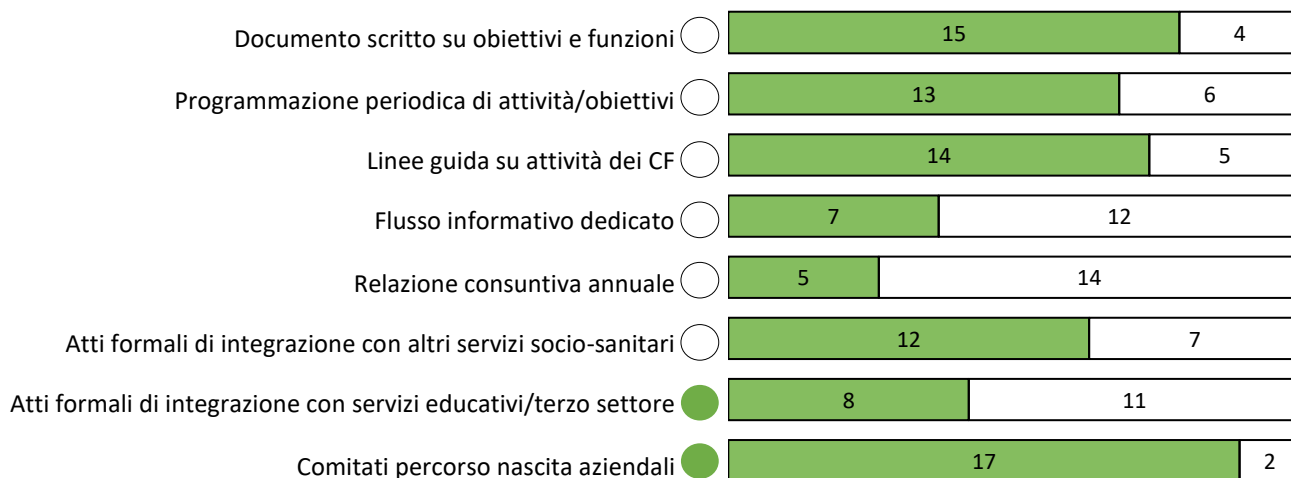 Documento scritto su obiettivi e funzioni 15 4
Programmazione periodica di attività/obiettivi 13 6
Linee guida su attività dei CF 14 5
Flusso informativo dedicato 7 12
Relazione consuntiva annuale 5 14
Atti formali di integrazione con altri servizi socio-sanitari 12 7
Atti formali di integrazione con servizi educativi/terzo settore 8 11
Comitati percorso nascita aziendali 17 2